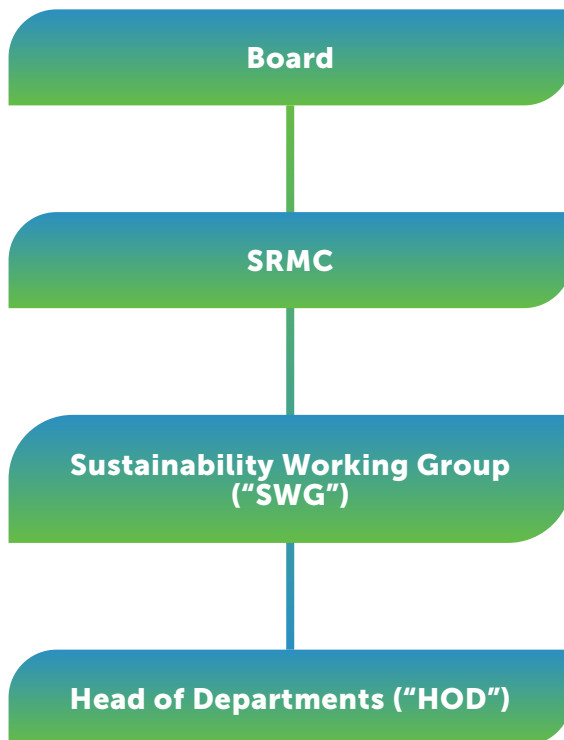 Board
SRMC
Sustainability Working Group
(“SWG”)
Head of Departments (“HOD”)